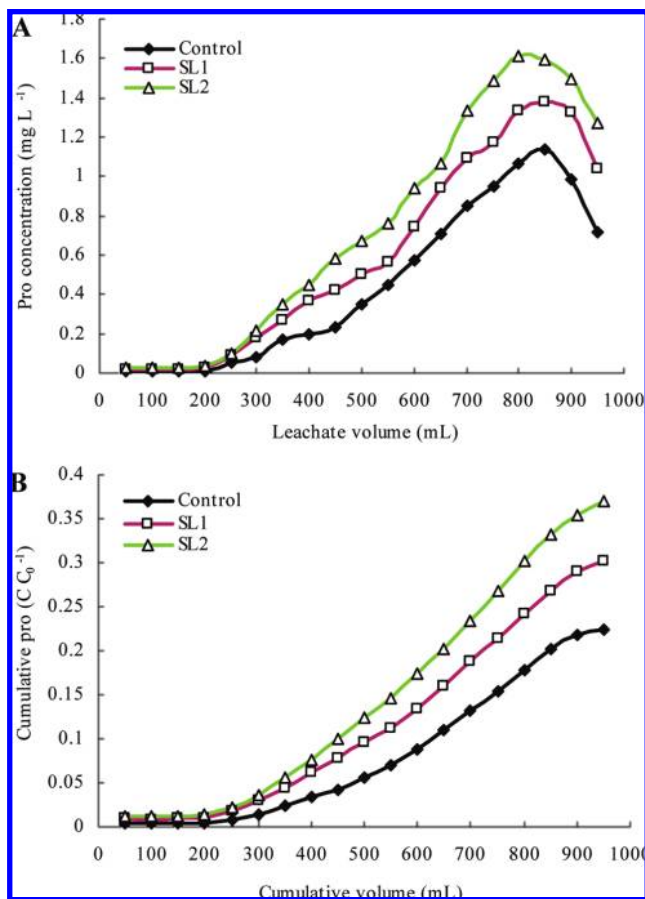 A
1.8
1.6
1.4
1.2
1
0.8
0.6
0.4
0.2
0
Pro concentration (mg L⁻¹)
Control
SL1
SL2
0 100 200 300 400 500 600 700 800 900 1000
Leachate volume (mL)
B
0.4
0.35
0.3
0.25
0.2
0.15
0.1
0.05
0
Cumulative pro (C C₀⁻¹)
Control
SL1
SL2
0 100 200 300 400 500 600 700 800 900 1000
Cumulative volume (mL)